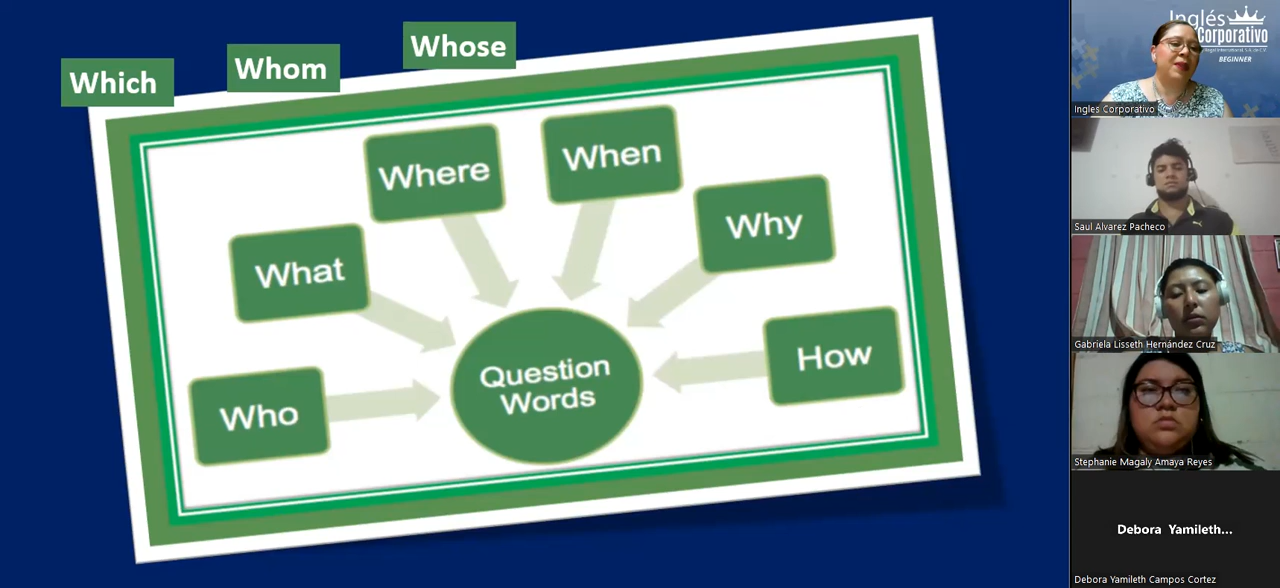 Which
Whom
Whose
Where
When
What
Why
Who
How
Question
Words
Inglés
Corporativo
BEGINNER
Ingles Corporativo
Saul Alvarez Pacheco
Gabriela Lisseth Hernández Cruz
Stephanie Magaly Amaya Reyes
Debora Yamileth...
Debora Yamileth Campos Cortez